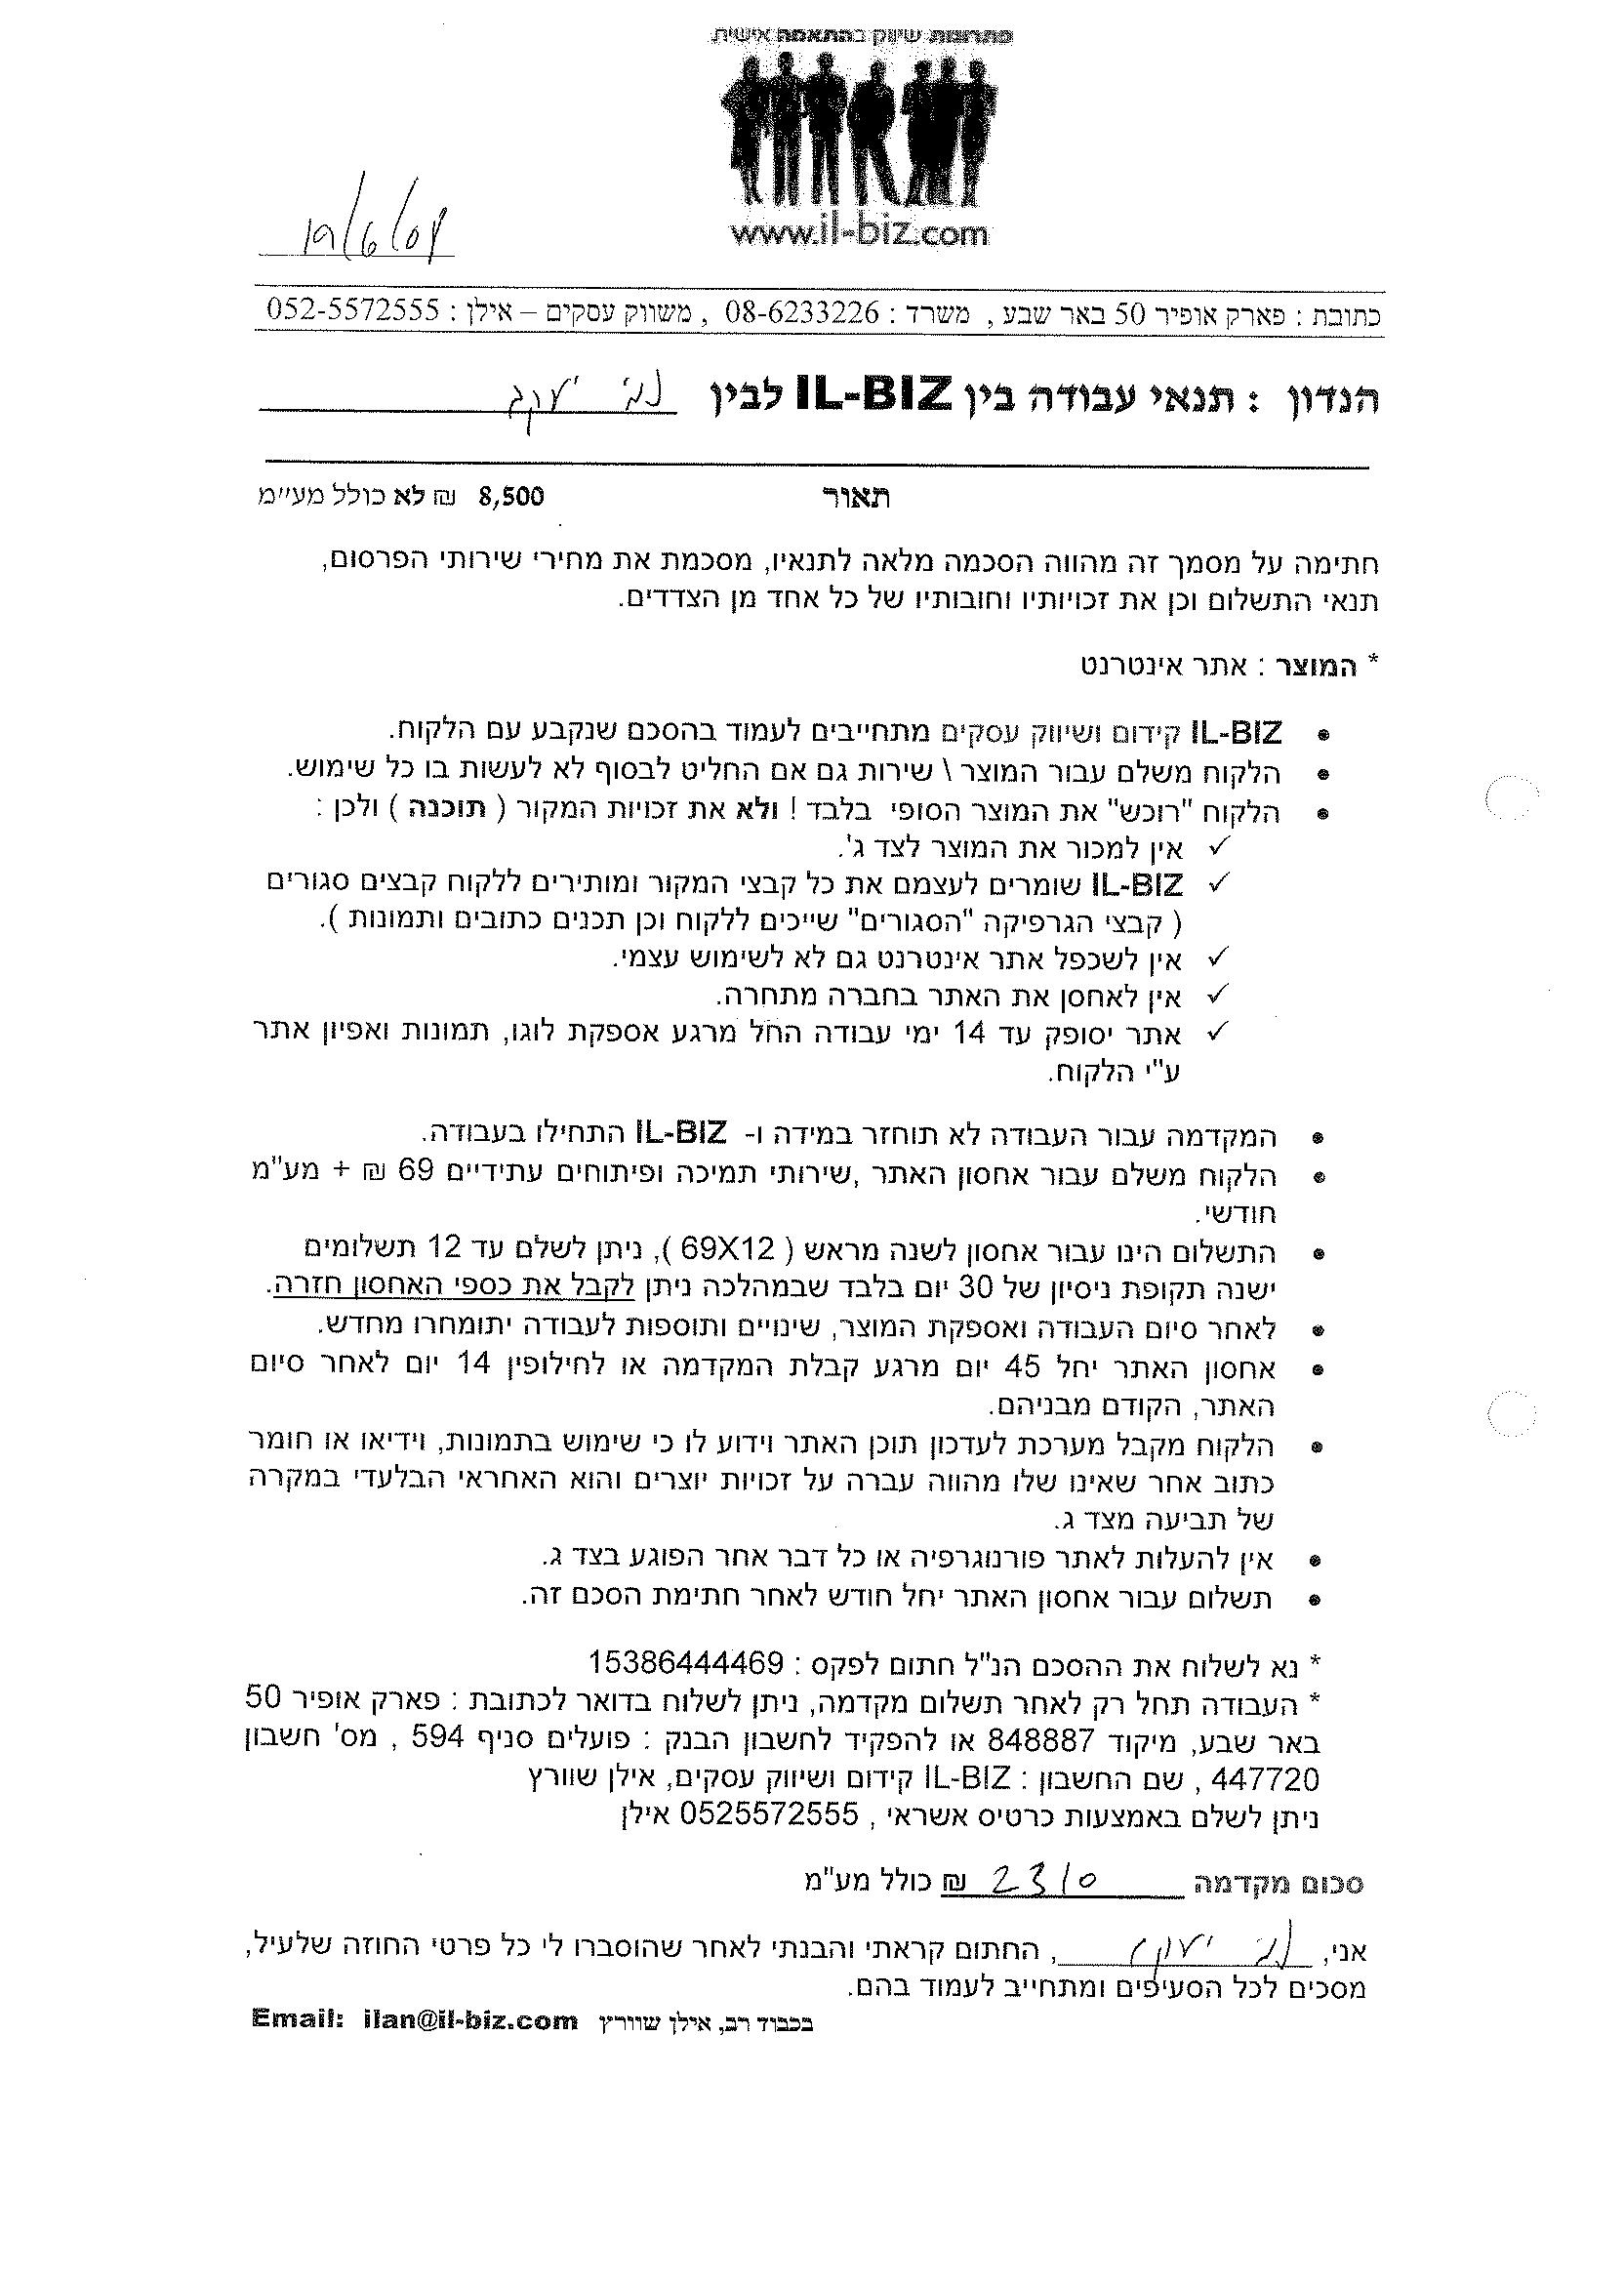 פתרונות שיווק בהתאמה אישית
www.il-biz.com
19/6/08
כתובת : פארק אופיר 50 באר שבע , משרד : 08-6233226 , משווק עסקים – אילן : 052-5572555
הנדון : תנאי עבודה בין IL-BIZ לבין
תאור 8,500 ₪ לא כולל מע״מ
חתימה על מסמך זה מהווה הסכמה מלאה לתנאיו, מסכמת את מחירי שירותי הפרסום,
תנאי התשלום וכן את זכויותיו וחובותיו של כל אחד מן הצדדים.
* המוצר : אתר אינטרנט
• IL-BIZ קידום ושיווק עסקים מתחייבים לעמוד בהסכם שנקבע עם הלקוח.
• הלקוח משלם עבור המוצר \ שירות גם אם החליט לבסוף לא לעשות בו כל שימוש.
• הלקוח "רוכש" את המוצר הסופי בלבד ! ולא את זכויות המקור ( תוכנה ) ולכן :
✓ אין למכור את המוצר לצד ג'.
✓ IL-BIZ שומרים לעצמם את כל קבצי המקור ומותירים ללקוח קבצים סגורים
( קבצי הגרפיקה "הסגורים" שייכים ללקוח וכן תכנים כתובים ותמונות ).
✓ אין לשכפל אתר אינטרנט גם לא לשימוש עצמי.
✓ אין לאחסן את האתר בחברה מתחרה.
✓ אתר יסופק עד 14 ימי עבודה החל מרגע אספקת לוגו, תמונות ואפיון אתר
ע"י הלקוח.
• המקדמה עבור העבודה לא תוחזר במידה ו- IL-BIZ התחילו בעבודה.
• הלקוח משלם עבור אחסון האתר ,שירותי תמיכה ופיתוחים עתידיים 69 ₪ + מע"מ
חודשי.
• התשלום הינו עבור אחסון לשנה מראש ( 69X12 ), ניתן לשלם עד 12 תשלומים
ישנה תקופת ניסיון של 30 יום בלבד שבמהלכה ניתן לקבל את כספי האחסון חזרה.
• לאחר סיום העבודה ואספקת המוצר, שינויים ותוספות לעבודה יתומחרו מחדש.
• אחסון האתר יחל 45 יום מרגע קבלת המקדמה או לחילופין 14 יום לאחר סיום
האתר, הקודם מבניהם.
• הלקוח מקבל מערכת לעדכון תוכן האתר וידוע לו כי שימוש בתמונות, וידיאו או חומר
כתוב אחר שאינו שלו מהווה עברה על זכויות יוצרים והוא האחראי הבלעדי במקרה
של תביעה מצד ג.
• אין להעלות לאתר פורנוגרפיה או כל דבר אחר הפוגע בצד ג.
• תשלום עבור אחסון האתר יחל חודש לאחר חתימת הסכם זה.
* נא לשלוח את ההסכם הנ"ל חתום לפקס : 15386444469
* העבודה תחל רק לאחר תשלום מקדמה, ניתן לשלוח בדואר לכתובת : פארק אופיר 50
באר שבע, מיקוד 848887 או להפקיד לחשבון הבנק : פועלים סניף 594 , מס' חשבון
447720 , שם החשבון : IL-BIZ קידום ושיווק עסקים, אילן שוורץ
ניתן לשלם באמצעות כרטיס אשראי , 0525572555 אילן
סכום מקדמה 2310 ₪ כולל מע"מ
אני, , החתום קראתי והבנתי לאחר שהוסברו לי כל פרטי החוזה שלעיל,
מסכים לכל הסעיפים ומתחייב לעמוד בהם.
בכבוד רב, אילן שוורץ Email: ilan@il-biz.com